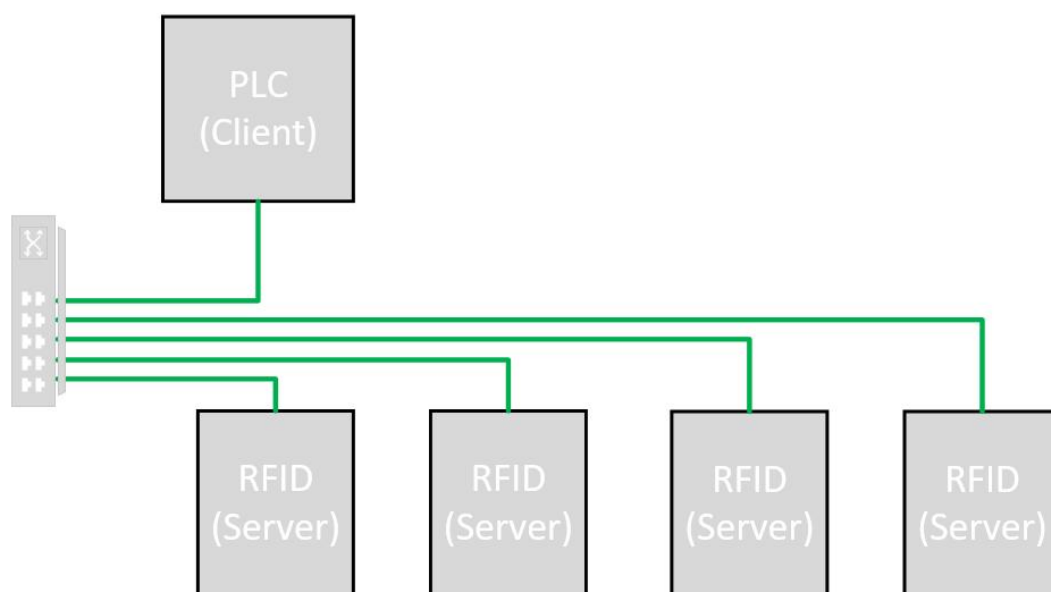 PLC
(Client)
RFID
(Server)
RFID
(Server)
RFID
(Server)
RFID
(Server)